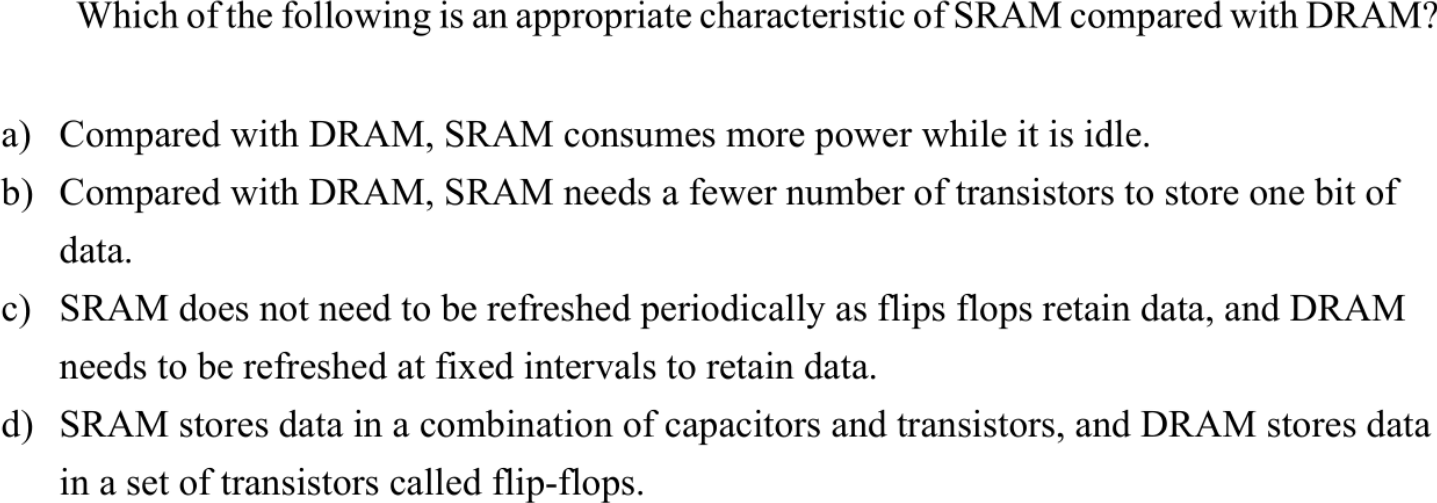 Which of the following is an appropriate characteristic of SRAM compared with DRAM?
a) Compared with DRAM, SRAM consumes more power while it is idle.
b) Compared with DRAM, SRAM needs a fewer number of transistors to store one bit of
data.
c) SRAM does not need to be refreshed periodically as flips flops retain data, and DRAM
needs to be refreshed at fixed intervals to retain data.
d) SRAM stores data in a combination of capacitors and transistors, and DRAM stores data
in a set of transistors called flip-flops.